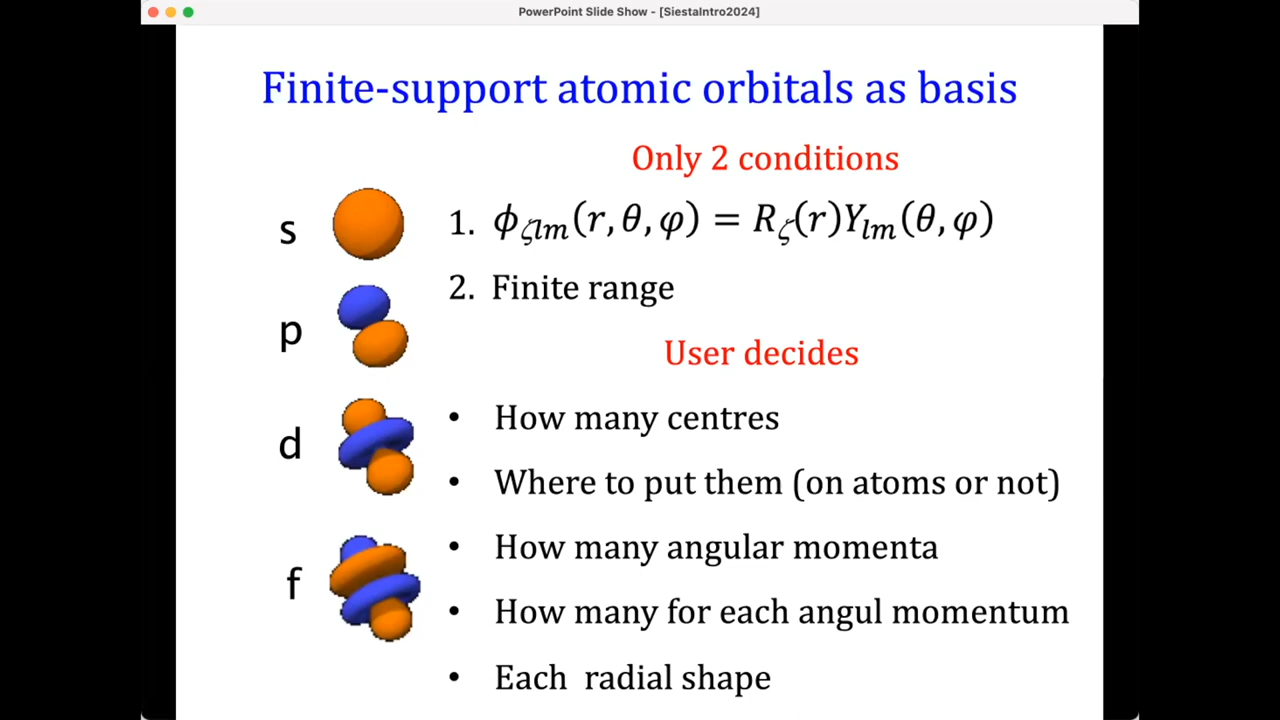 PowerPoint Slide Show - [SiestaIntro2024]
Finite-support atomic orbitals as basis
Only 2 conditions
s
1. ϕζlm(r, θ, φ) = Rζ(r)Ylm(θ, φ)
2. Finite range
p
User decides
d
• How many centres
• Where to put them (on atoms or not)
• How many angular momenta
f
• How many for each angul momentum
• Each radial shape